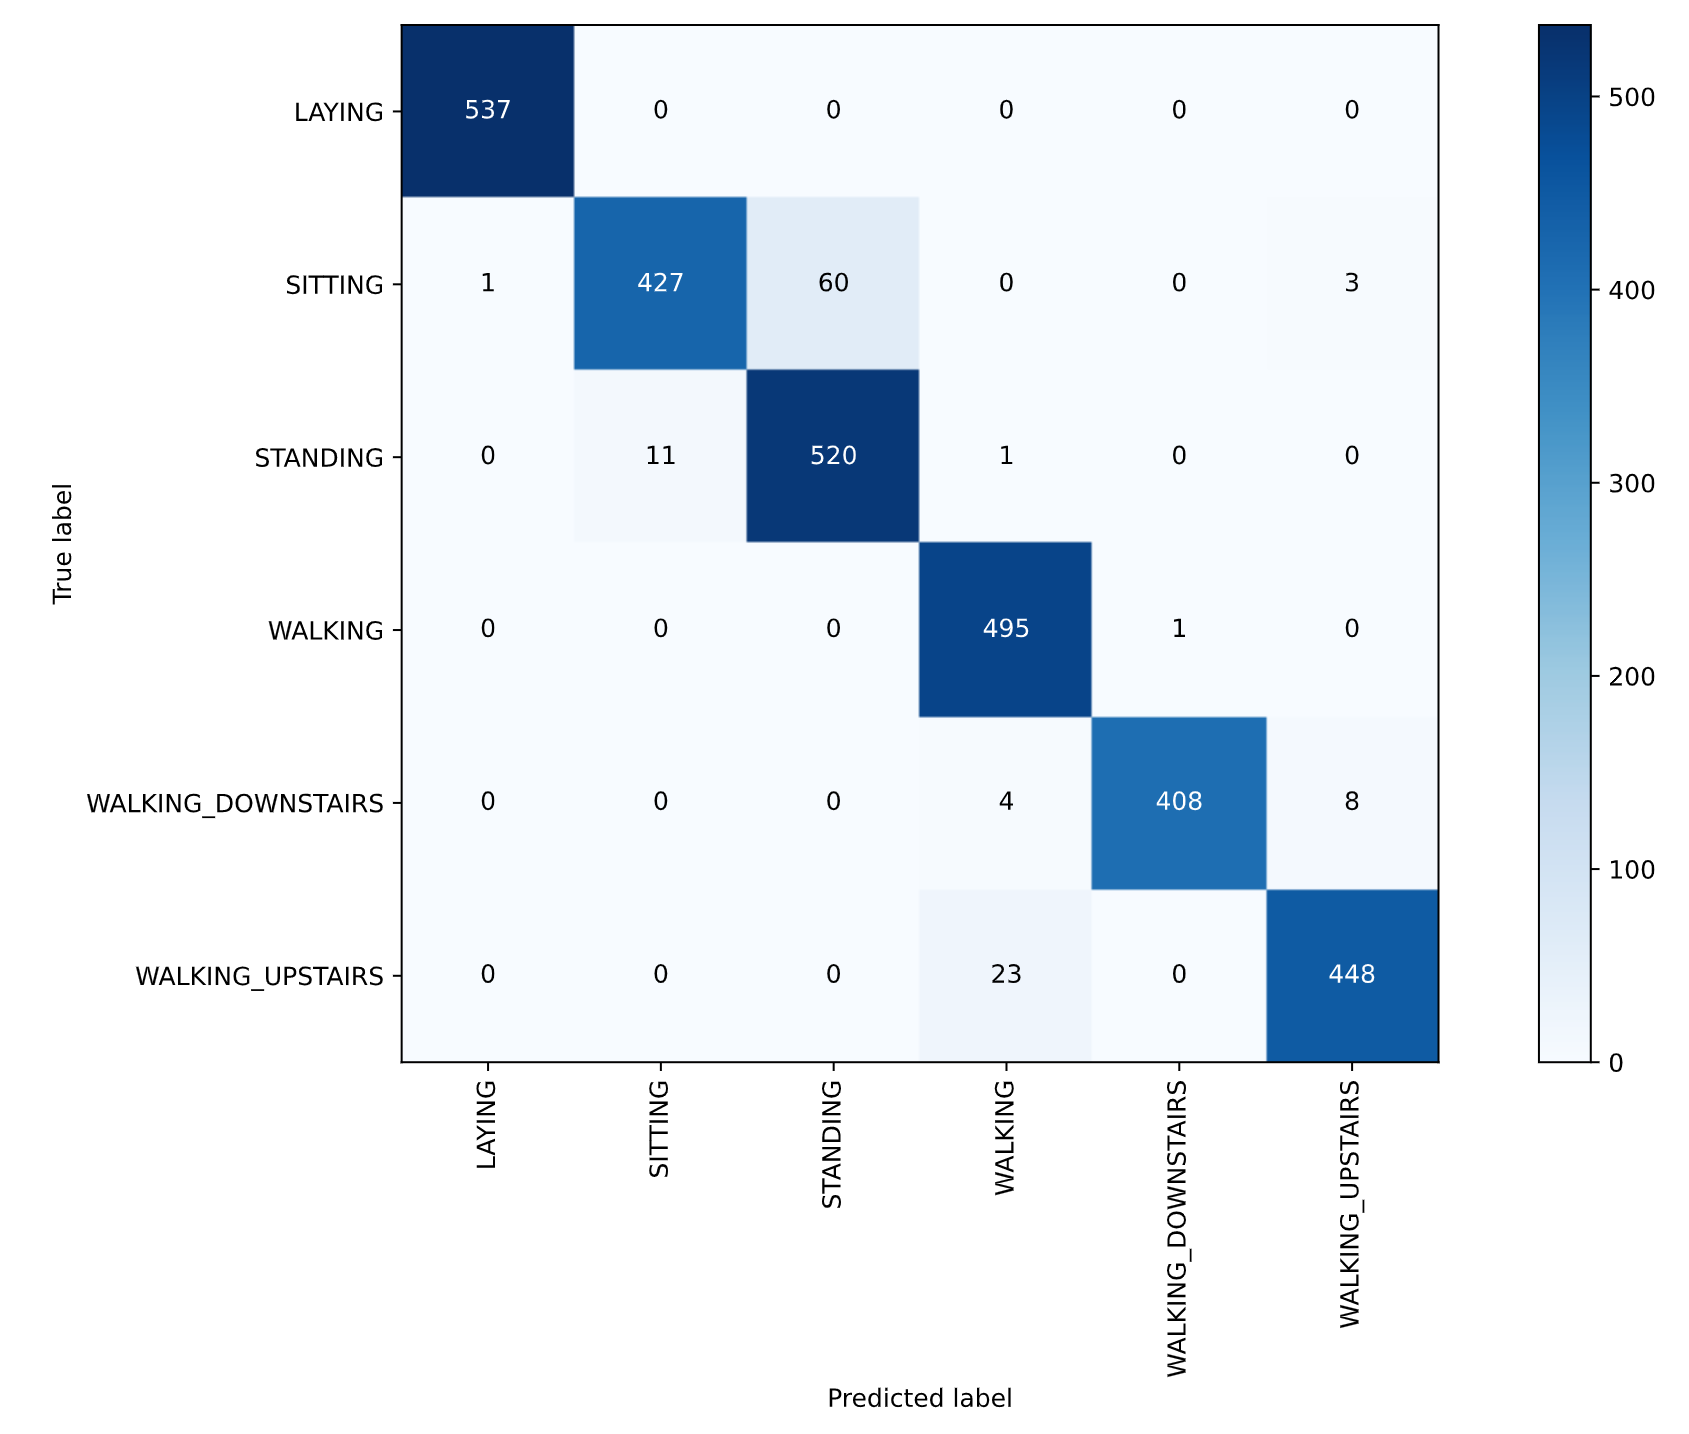 LAYING 537 0 0 0 0 0
SITTING 1 427 60 0 0 3
STANDING 0 11 520 1 0 0
WALKING 0 0 0 495 1 0
WALKING_DOWNSTAIRS 0 0 0 4 408 8
WALKING_UPSTAIRS 0 0 0 23 0 448
True label
LAYING
SITTING
STANDING
WALKING
WALKING_DOWNSTAIRS
WALKING_UPSTAIRS
Predicted label
500
400
300
200
100
0